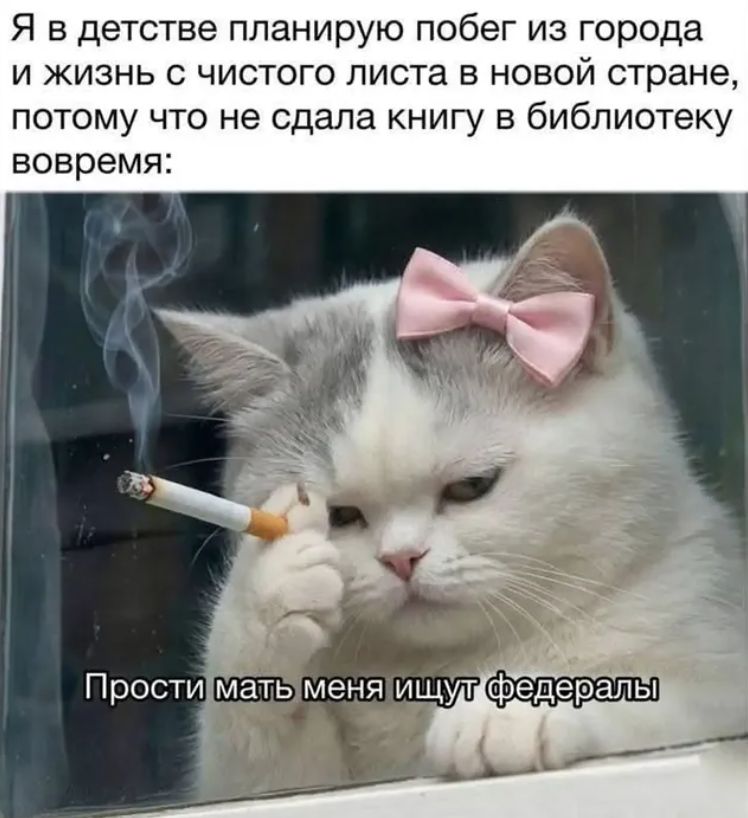 Я в детстве планирую побег из города
и жизнь с чистого листа в новой стране,
потому что не сдала книгу в библиотеку
вовремя:
Прости мать меня ищут федералы